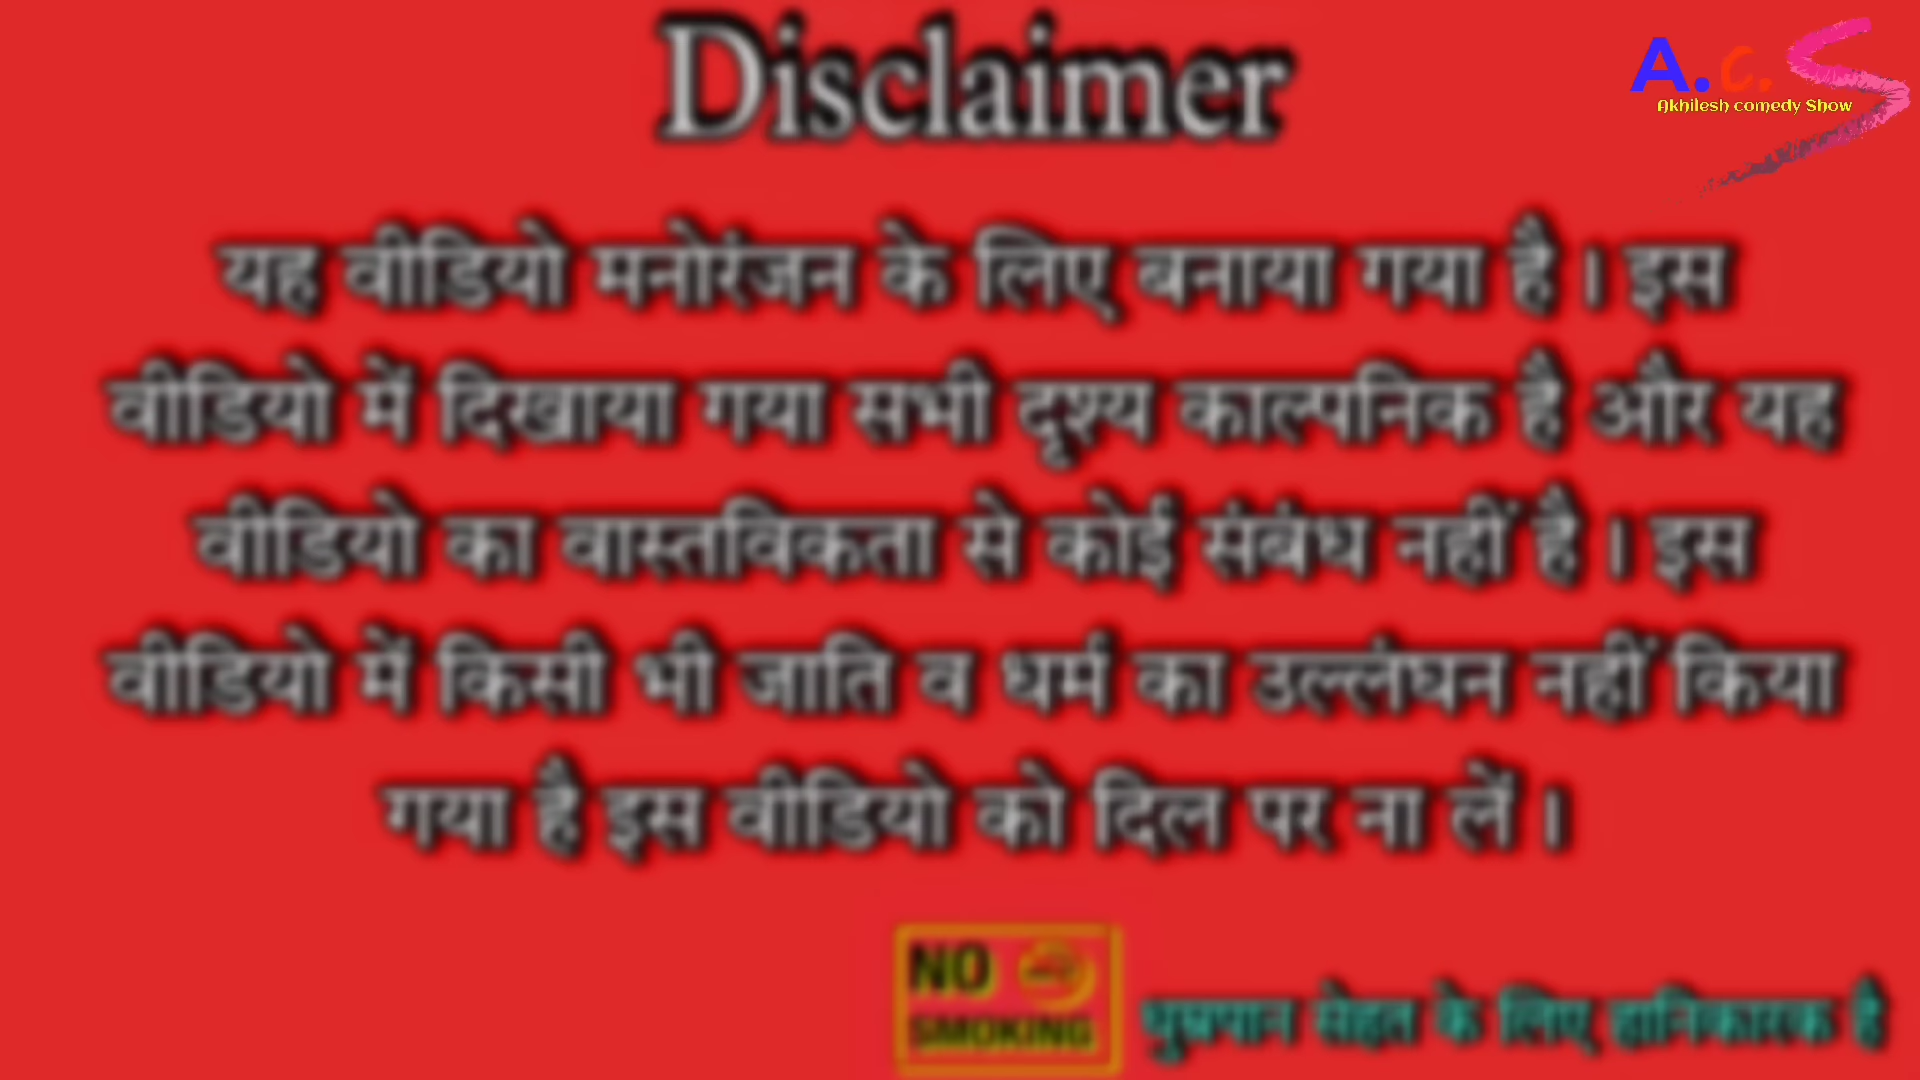 Disclaimer
A. C. S
Akhilesh comedy Show
यह वीडियो मनोरंजन के लिए बनाया गया है । इस
वीडियो में दिखाया गया सभी दृश्य काल्पनिक है और यह
वीडियो का वास्तविकता से कोई संबंध नहीं है । इस
वीडियो में किसी भी जाति व धर्म का उल्लंघन नहीं किया
गया है इस वीडियो को दिल पर ना लें ।
NO
SMOKING
धुम्रपान सेहत के लिए हानिकारक है